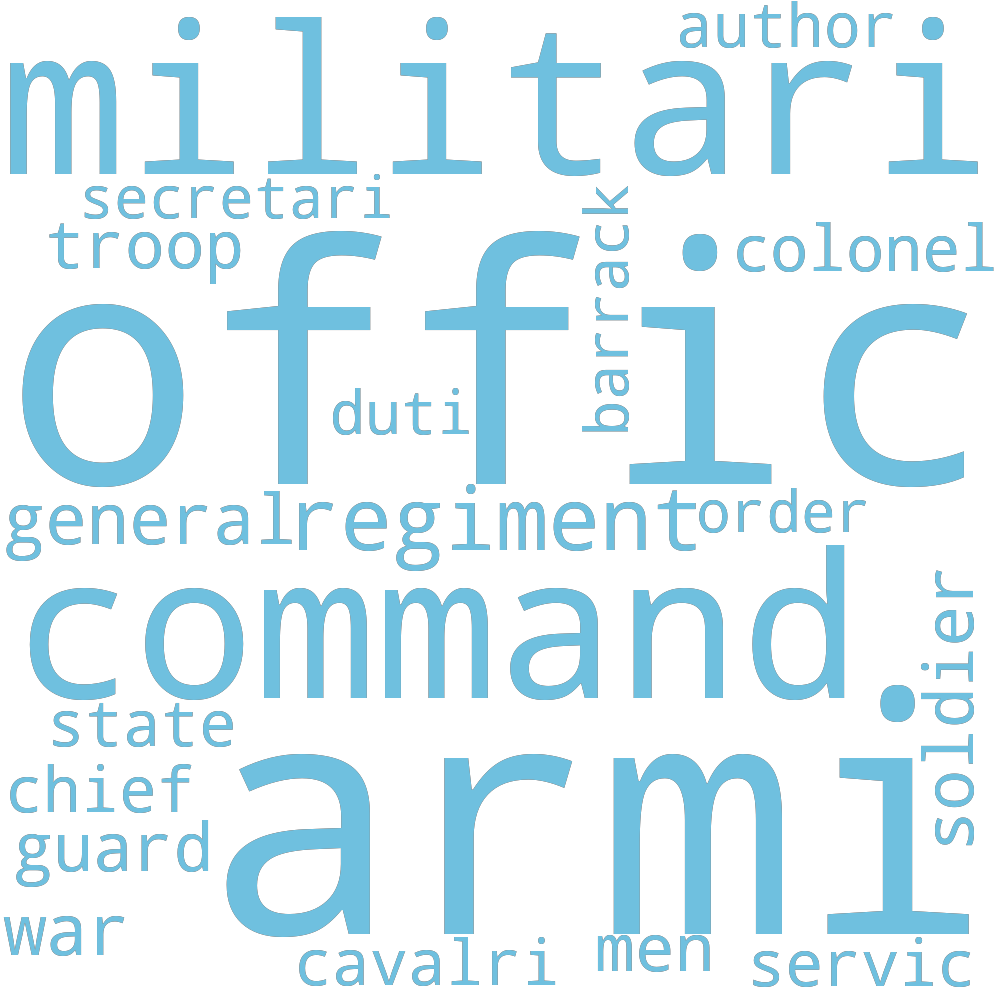 author
militari
secretari
troop
barrack
colonel
offic
duti
general
regiment
order
command
soldier
state
armi
chief
guard
war
cavalri
men
servic